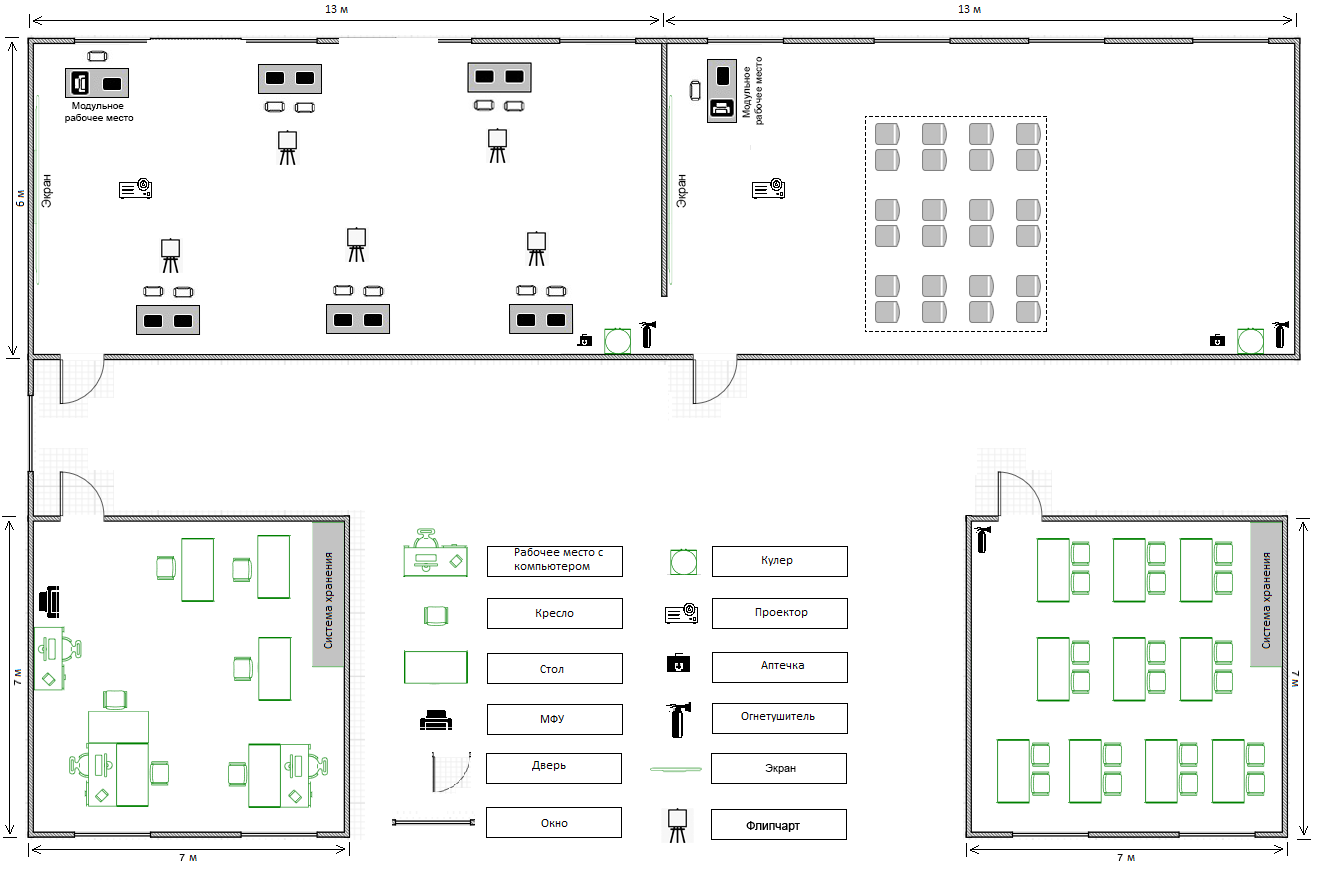 13 м
13 м
Модульное
рабочее место
Модульное
рабочее место
6 м
Экран
Экран
Система хранения
Рабочее место с
компьютером
Кулер
Кресло
Проектор
Стол
Аптечка
МФУ
Огнетушитель
Дверь
Экран
Окно
Флипчарт
Система хранения
7 м
7 м
7 м
7 м